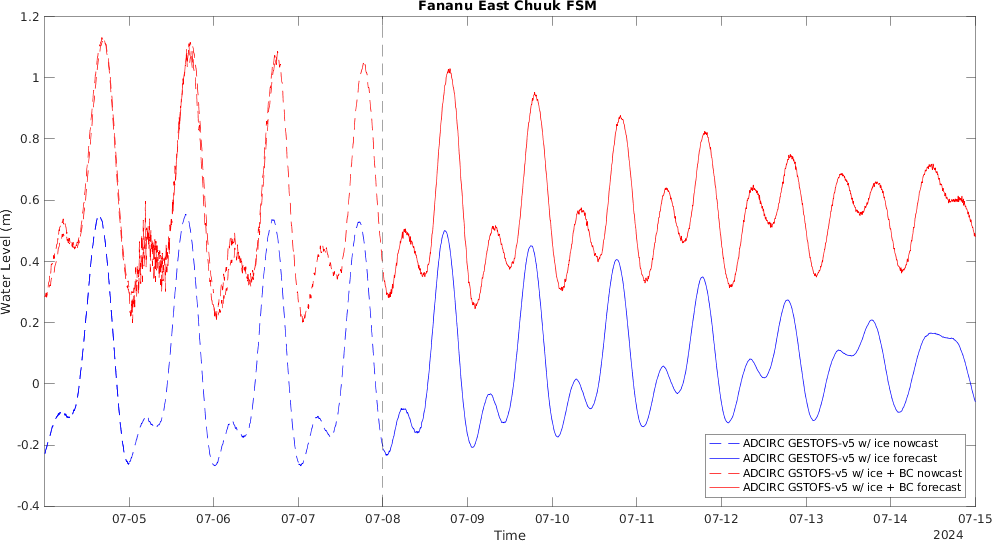 Fananu East Chuuk FSM
1.2
1
0.8
0.6
0.4
0.2
0
-0.2
-0.4
Water Level (m)
ADCIRC GESTOFS-v5 w/ ice nowcast
ADCIRC GESTOFS-v5 w/ ice forecast
ADCIRC GSTOFS-v5 w/ ice + BC nowcast
ADCIRC GSTOFS-v5 w/ ice + BC forecast
07-05 07-06 07-07 07-08 07-09 07-10 07-11 07-12 07-13 07-14 07-15
Time
2024